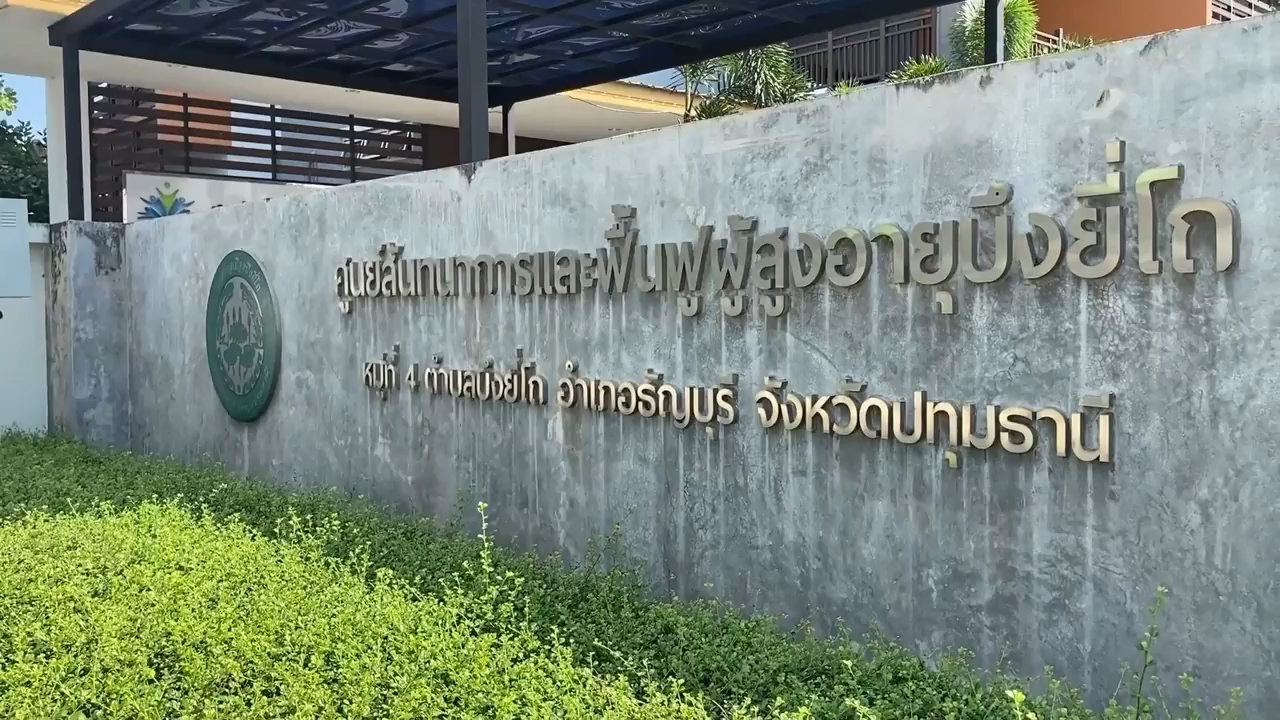 ศูนย์สันทนาการและฟื้นฟูผู้สูงอายุบึงยี่โถ
หมู่ที่ 4 ตำบลบึงยี่โถ อำเภอธัญบุรี จังหวัดปทุมธานี